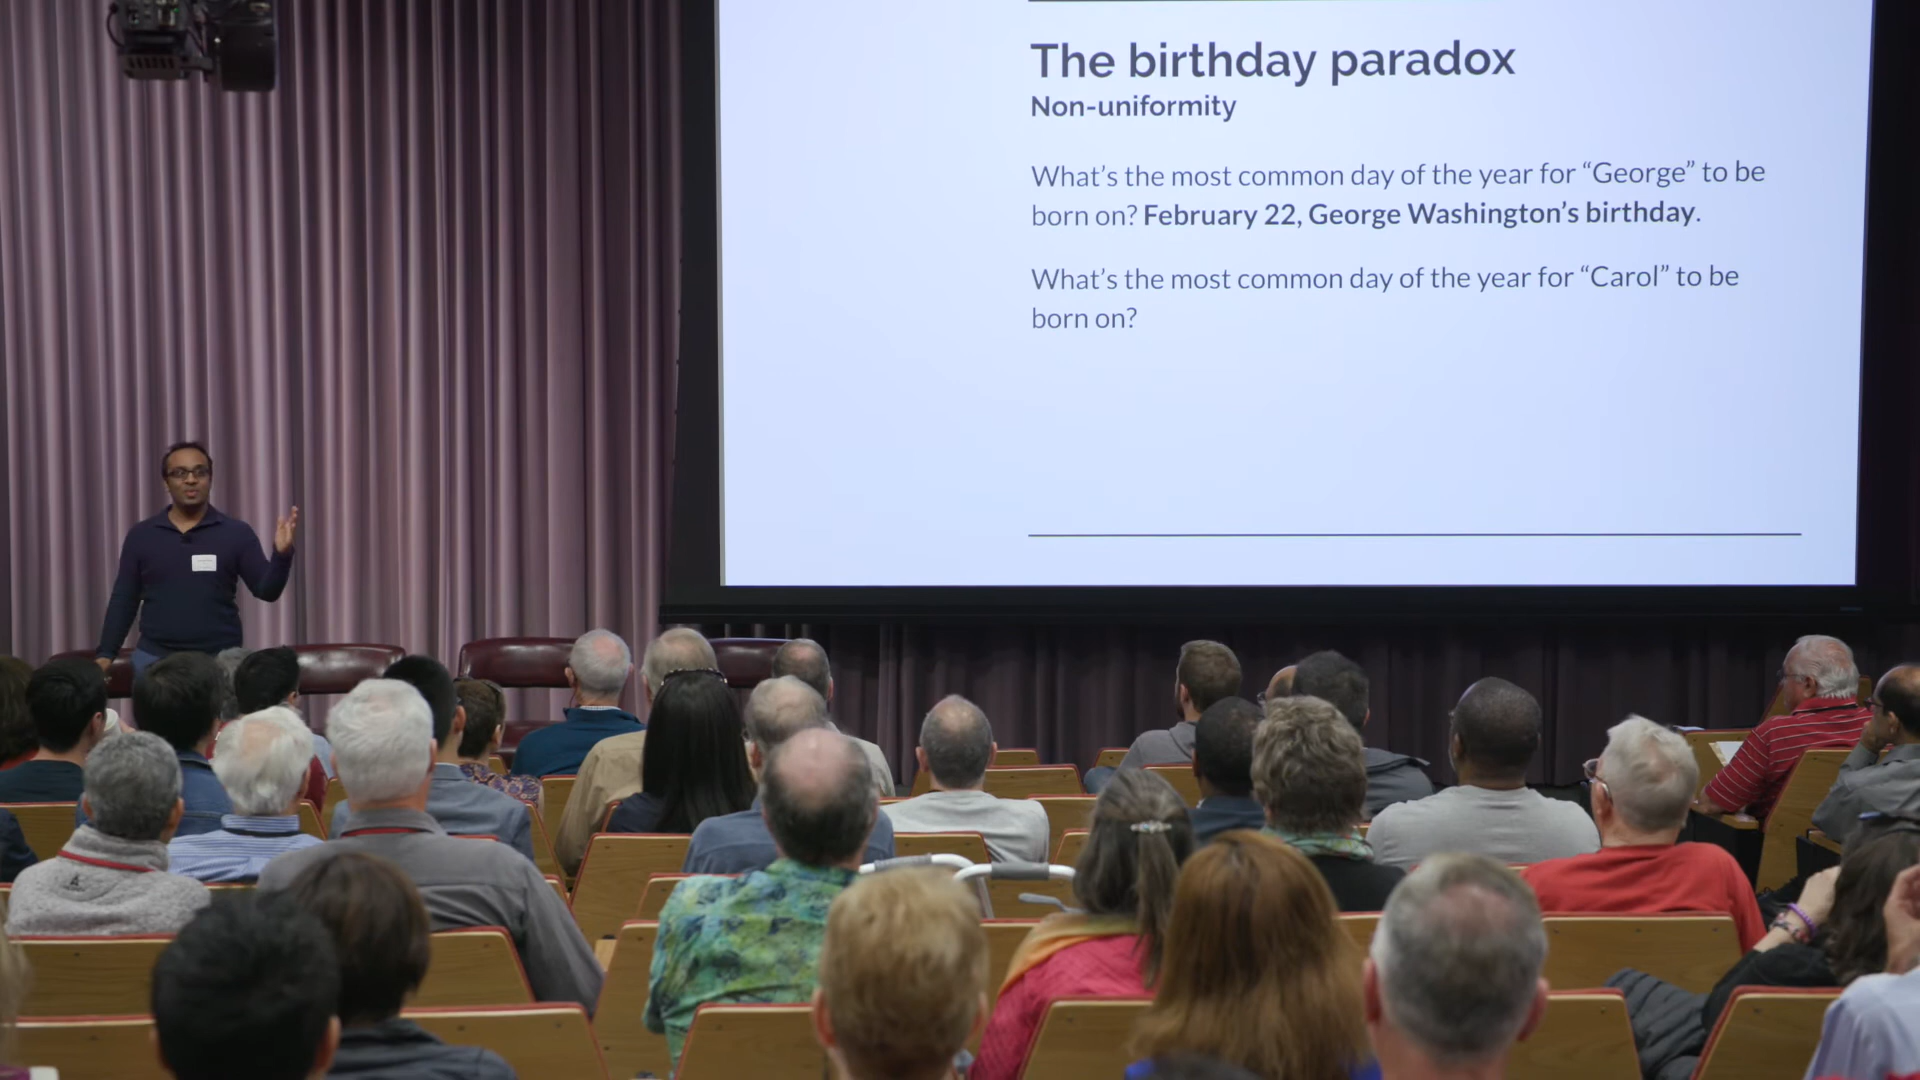 The birthday paradox
Non-uniformity
What’s the most common day of the year for “George” to be
born on? February 22, George Washington’s birthday.
What’s the most common day of the year for “Carol” to be
born on?